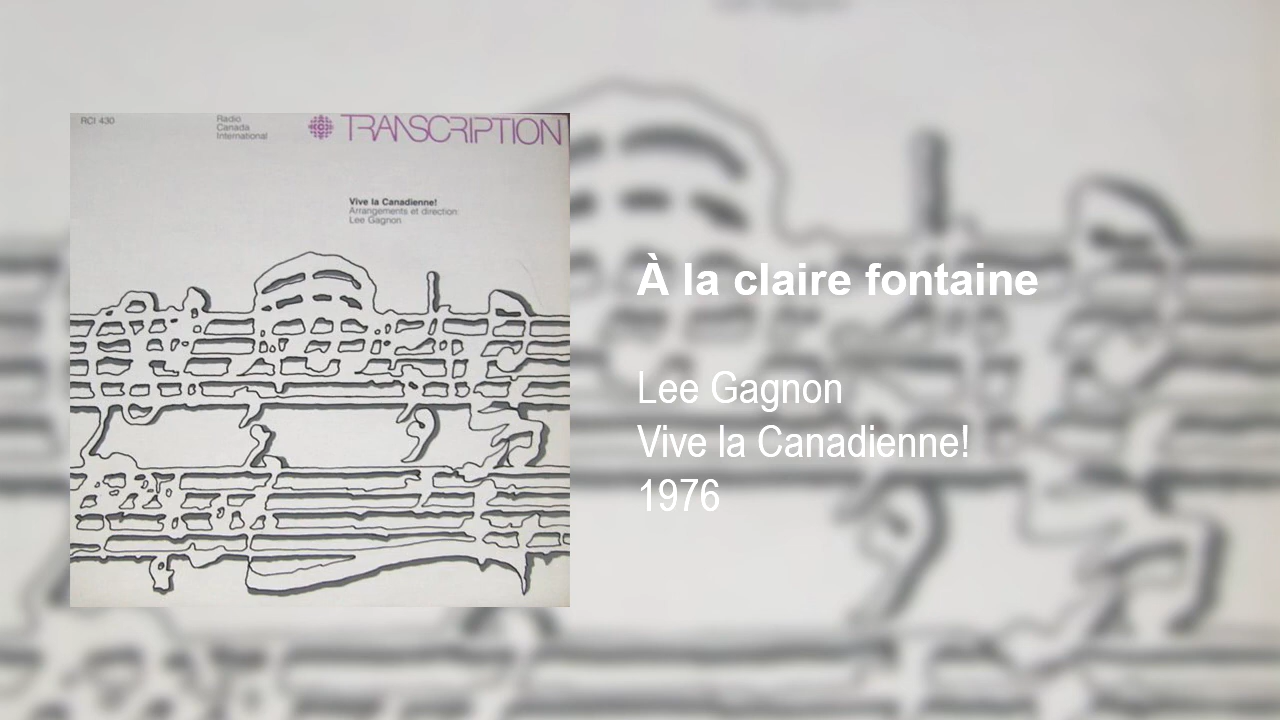 RCI 430
Radio
Canada
International
TRANSCRIPTION
Vive la Canadienne!
Arrangements et direction:
Lee Gagnon
À la claire fontaine
Lee Gagnon
Vive la Canadienne!
1976